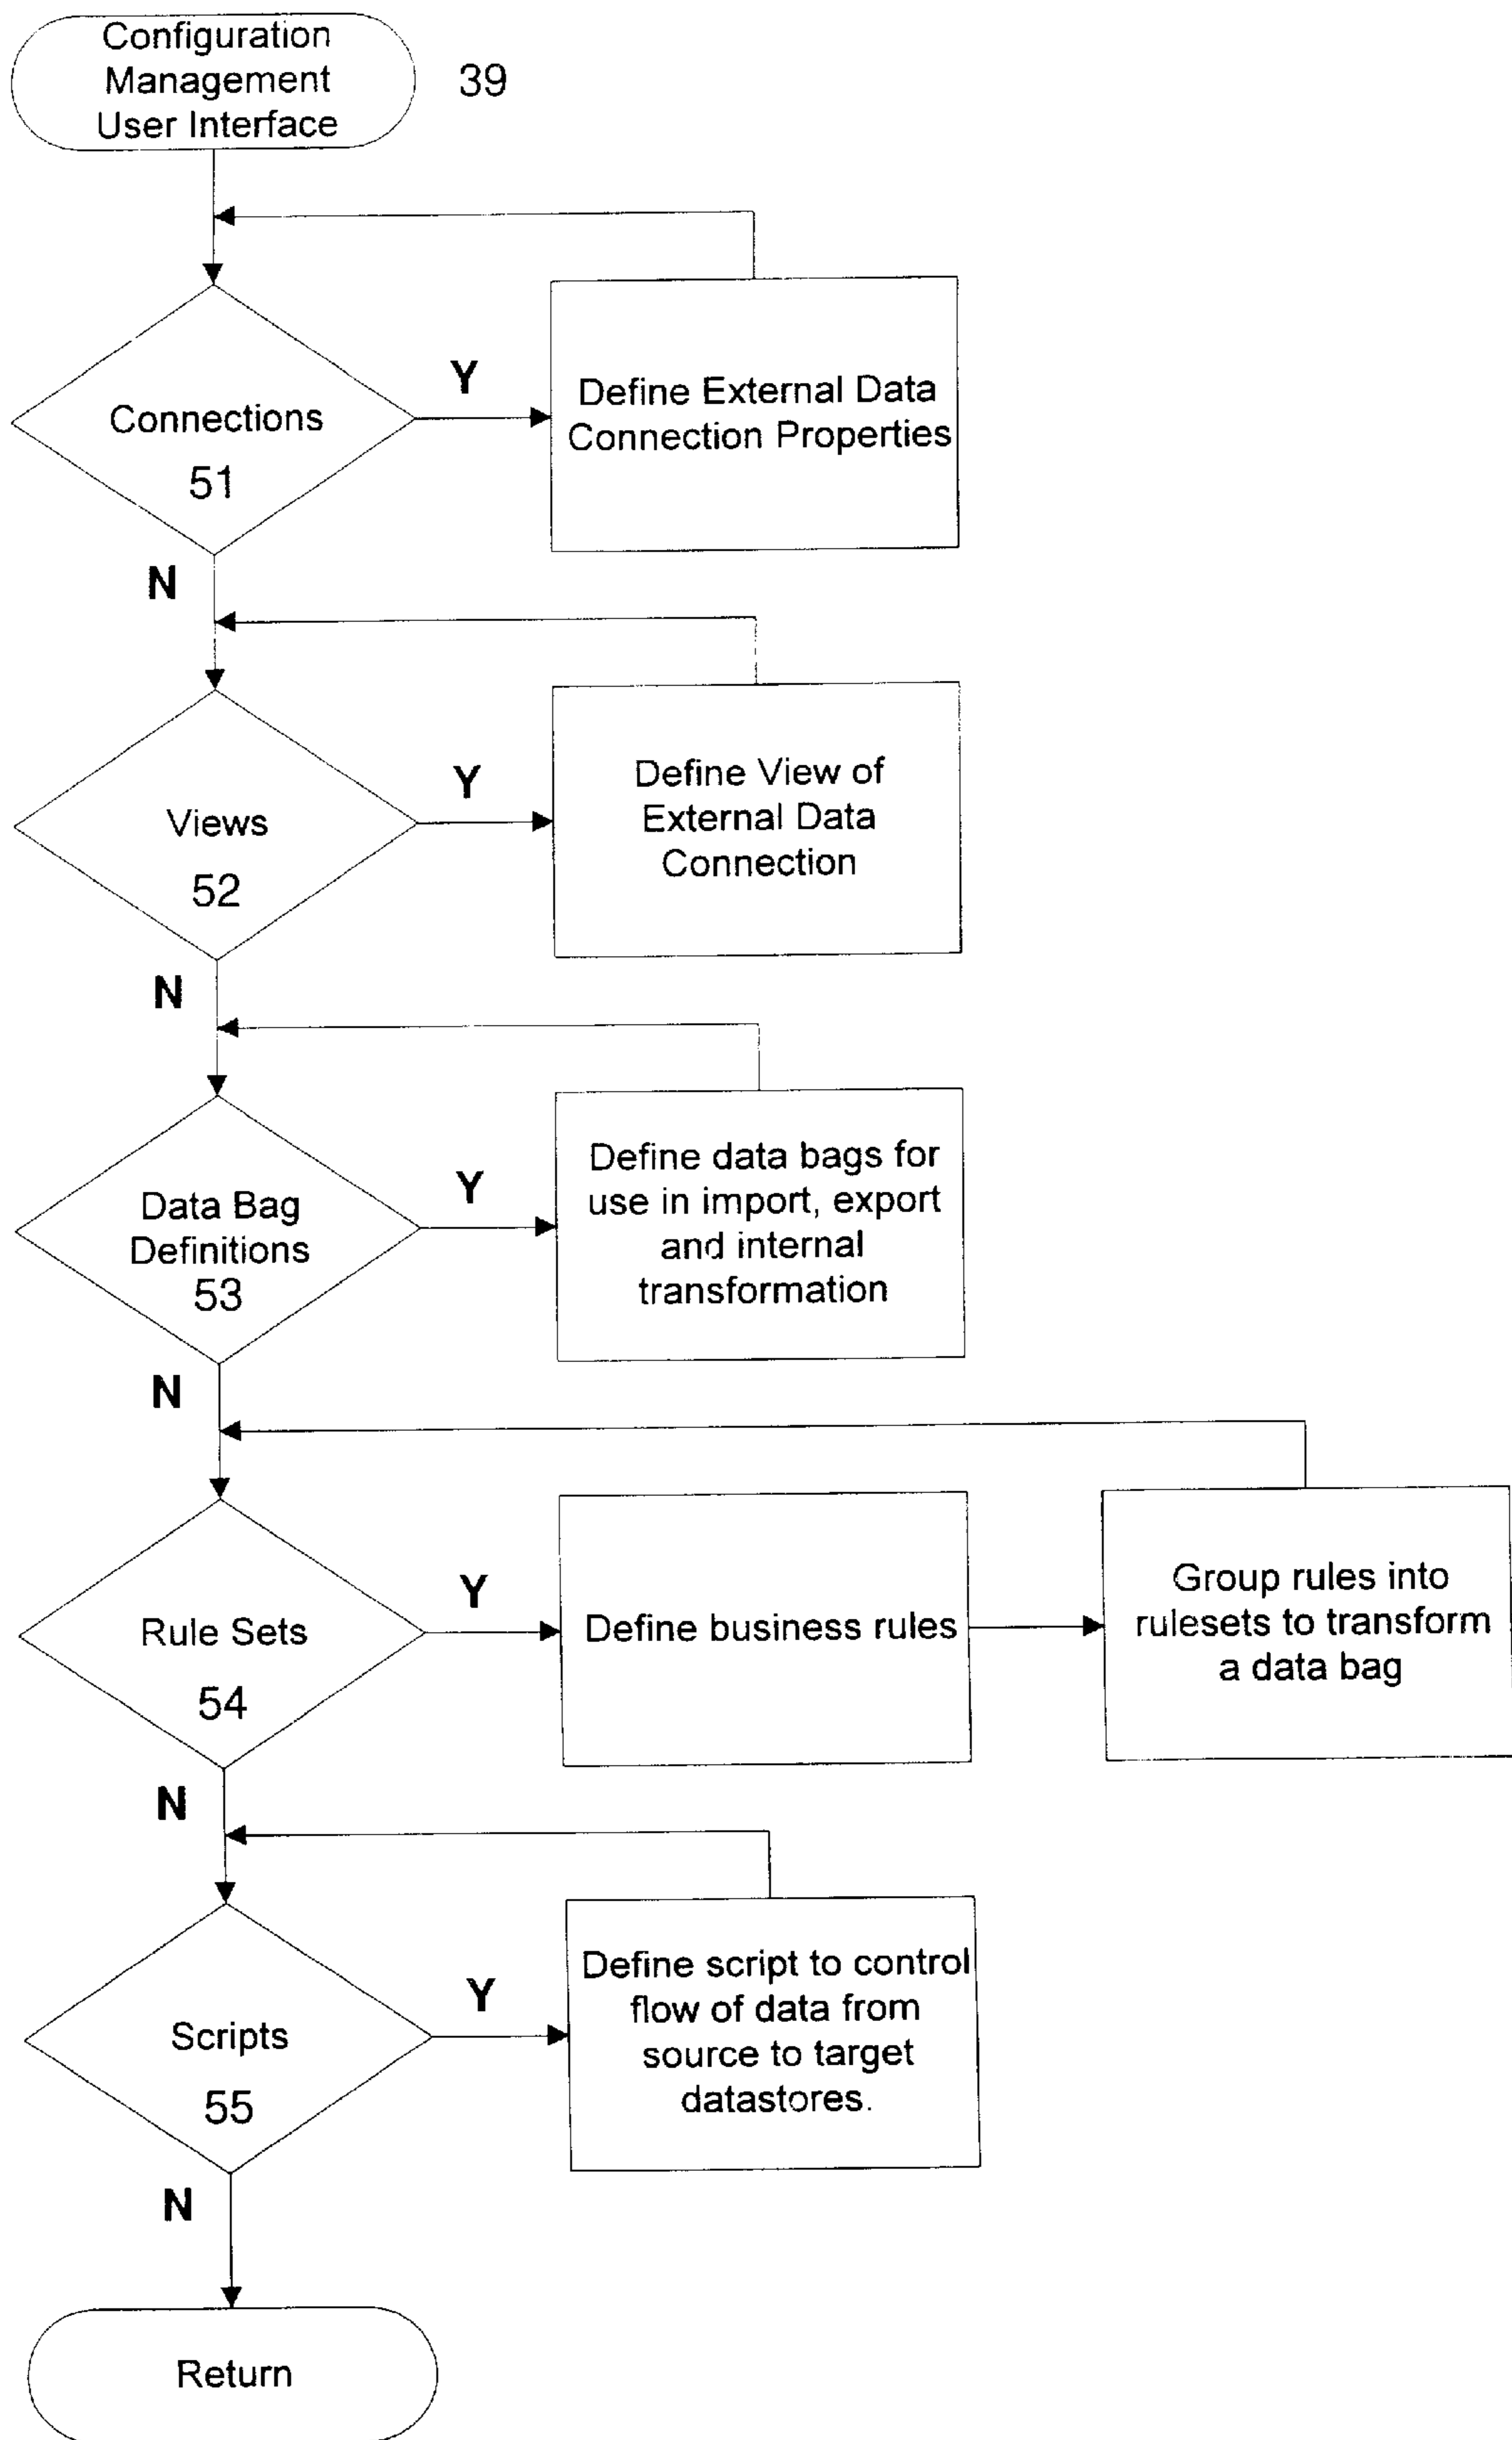 Configuration
Management
User Interface
39
Connections
51
Y
Define External Data
Connection Properties
N
Views
52
Y
Define View of
External Data
Connection
N
Data Bag
Definitions
53
Y
Define data bags for
use in import, export
and internal
transformation
N
Rule Sets
54
Y
Define business rules
Group rules into
rulesets to transform
a data bag
N
Scripts
55
Y
Define script to control
flow of data from
source to target
datastores.
N
Return